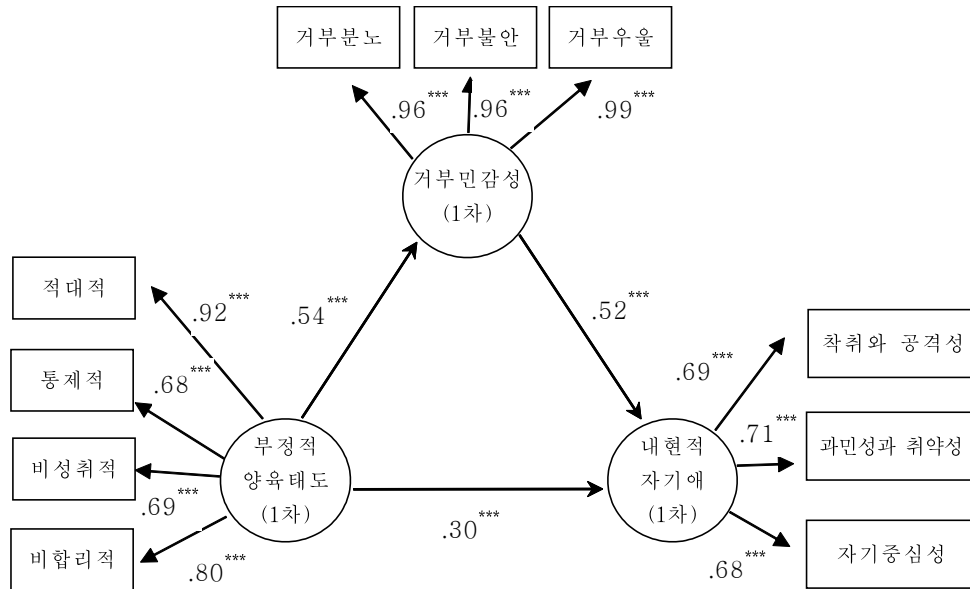 거부분노
거부불안
거부우울
.96***
.96***
.99***
거부민감성
(1차)
적대적
.92***
.54***
.52***
착취와 공격성
통제적
.68***
.69***
부정적
양육태도
(1차)
내현적
자기애
(1차)
.71***
과민성과 취약성
비성취적
.69***
.30***
비합리적
.80***
.68***
자기중심성